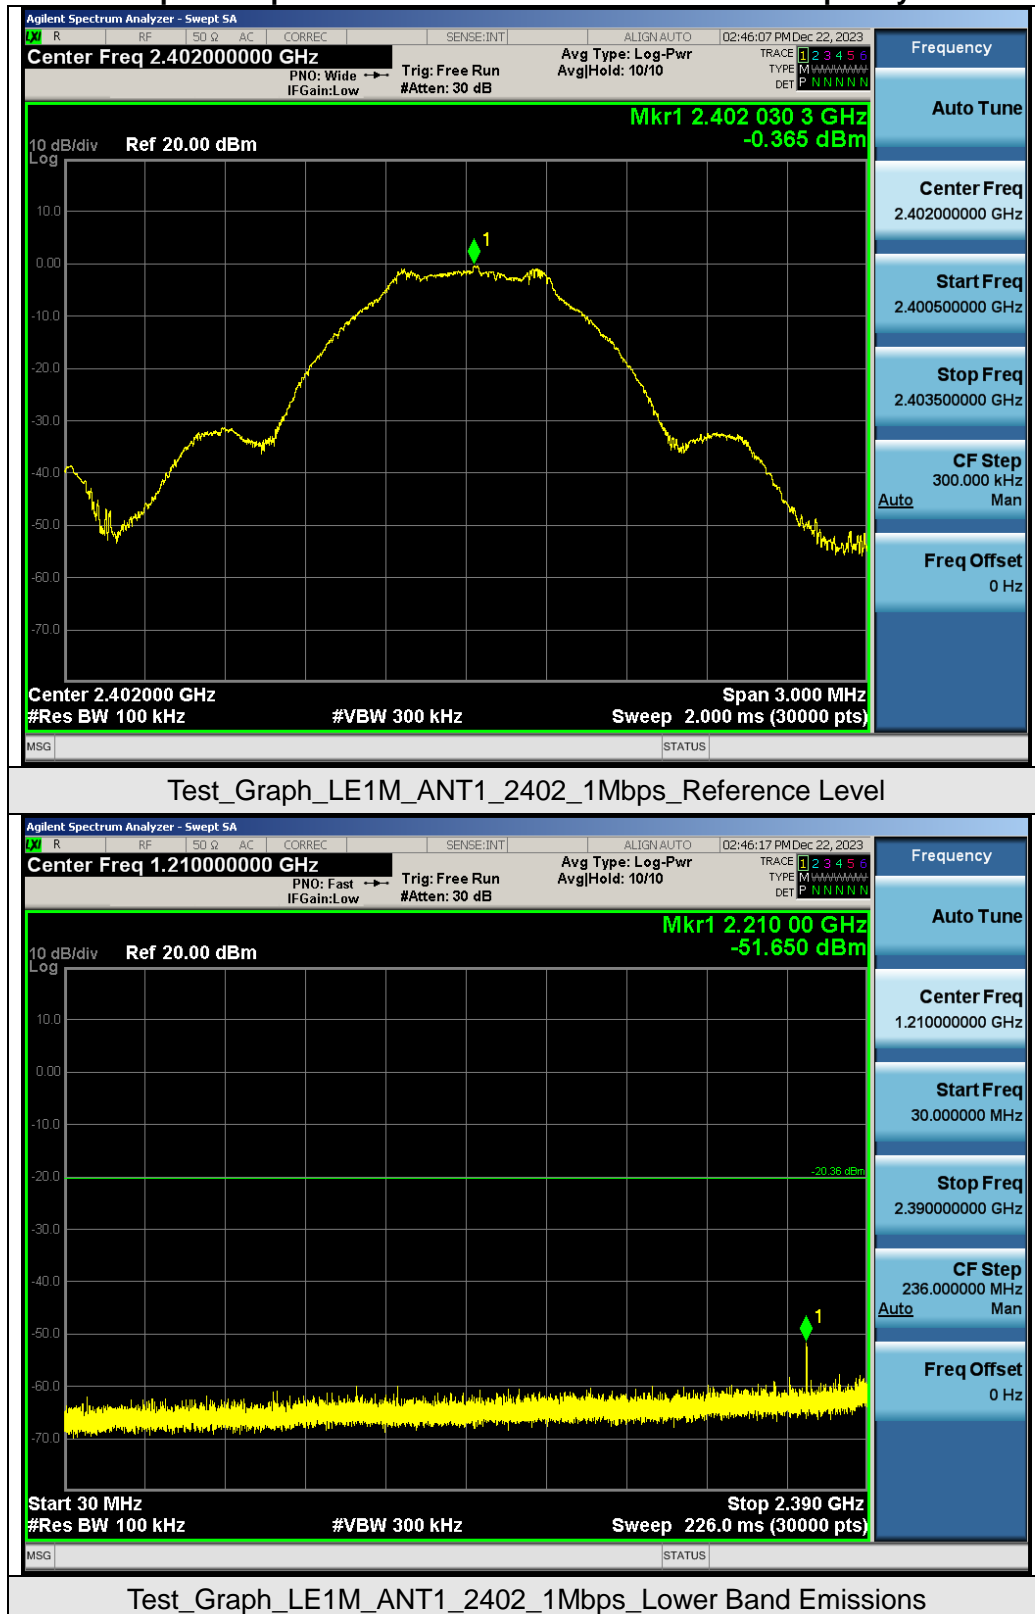 Agilent Spectrum Analyzer - Swept SA
LXI R RF 50 Ω AC CORREC SENSE:INT ALIGN AUTO 02:46:07 PM Dec 22, 2023
Center Freq 2.402000000 GHz
PNO: Wide
IFGain:Low
Trig: Free Run
#Atten: 30 dB
Avg Type: Log-Pwr
Avg|Hold: 10/10
TRACE 1 2 3 4 5 6
TYPE M WWWWW
DET P N N N N N
Mkr1 2.402 030 3 GHz
-0.365 dBm
10 dB/div Ref 20.00 dBm
Log
10.0
1
0.00
-10.0
-20.0
-30.0
-40.0
-50.0
-60.0
-70.0
Center 2.402000 GHz Span 3.000 MHz
#Res BW 100 kHz #VBW 300 kHz Sweep 2.000 ms (30000 pts)
MSG STATUS
Frequency
Auto Tune
Center Freq
2.402000000 GHz
Start Freq
2.400500000 GHz
Stop Freq
2.403500000 GHz
CF Step
300.000 kHz
Auto Man
Freq Offset
0 Hz
Test_Graph_LE1M_ANT1_2402_1Mbps_Reference Level
Agilent Spectrum Analyzer - Swept SA
LXI R RF 50 Ω AC CORREC SENSE:INT ALIGN AUTO 02:46:17 PM Dec 22, 2023
Center Freq 1.210000000 GHz
PNO: Fast
IFGain:Low
Trig: Free Run
#Atten: 30 dB
Avg Type: Log-Pwr
Avg|Hold: 10/10
TRACE 1 2 3 4 5 6
TYPE M WWWWW
DET P N N N N N
Mkr1 2.210 00 GHz
-51.650 dBm
10 dB/div Ref 20.00 dBm
Log
10.0
0.00
-10.0
-20.0
-20.36 dBm
-30.0
-40.0
1
-50.0
-60.0
-70.0
Start 30 MHz Stop 2.390 GHz
#Res BW 100 kHz #VBW 300 kHz Sweep 226.0 ms (30000 pts)
MSG STATUS
Frequency
Auto Tune
Center Freq
1.210000000 GHz
Start Freq
30.000000 MHz
Stop Freq
2.390000000 GHz
CF Step
236.000000 MHz
Auto Man
Freq Offset
0 Hz
Test_Graph_LE1M_ANT1_2402_1Mbps_Lower Band Emissions